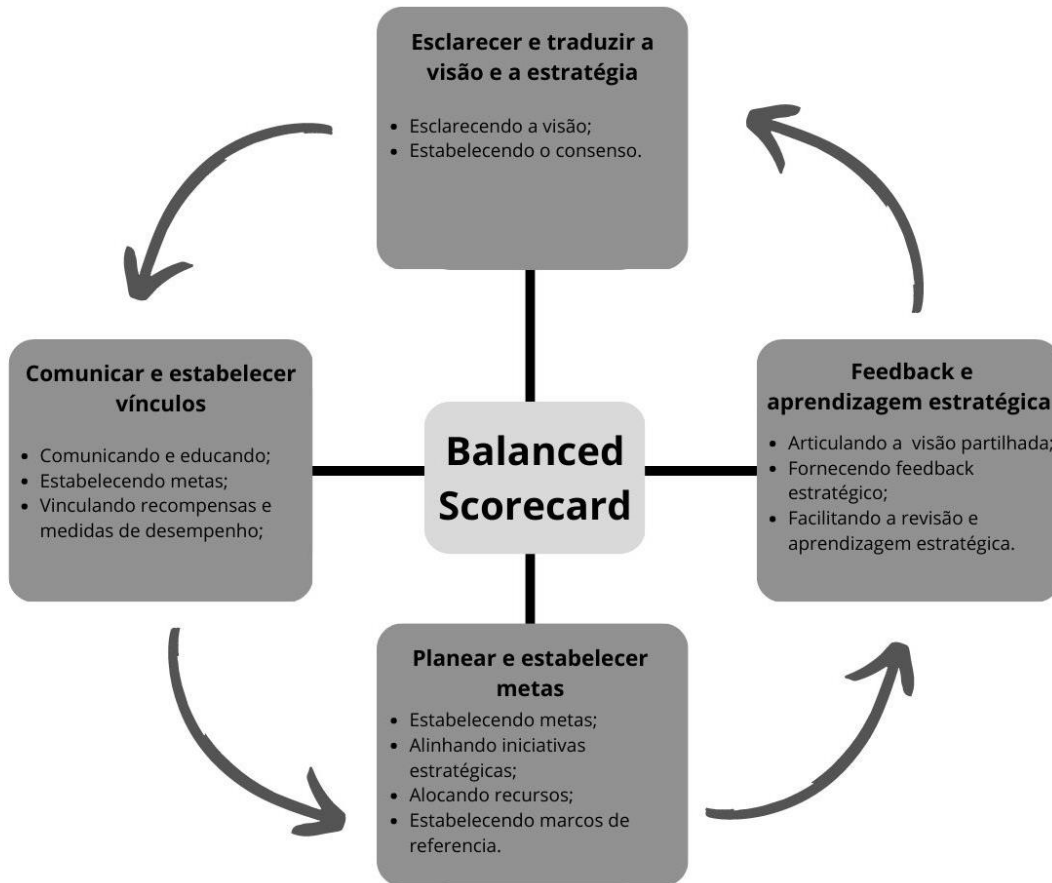 Esclarecer e traduzir a
visão e a estratégia
• Esclarecendo a visão;
• Estabelecendo o consenso.
Comunicar e estabelecer
vínculos
• Comunicando e educando;
• Estabelecendo metas;
• Vinculando recompensas e
medidas de desempenho;
Balanced
Scorecard
Feedback e
aprendizagem estratégica
• Articulando a  visão partilhada;
• Fornecendo feedback
estratégico;
• Facilitando a revisão e
aprendizagem estratégica.
Planear e estabelecer
metas
• Estabelecendo metas;
• Alinhando iniciativas
estratégicas;
• Alocando recursos;
• Estabelecendo marcos de
referencia.